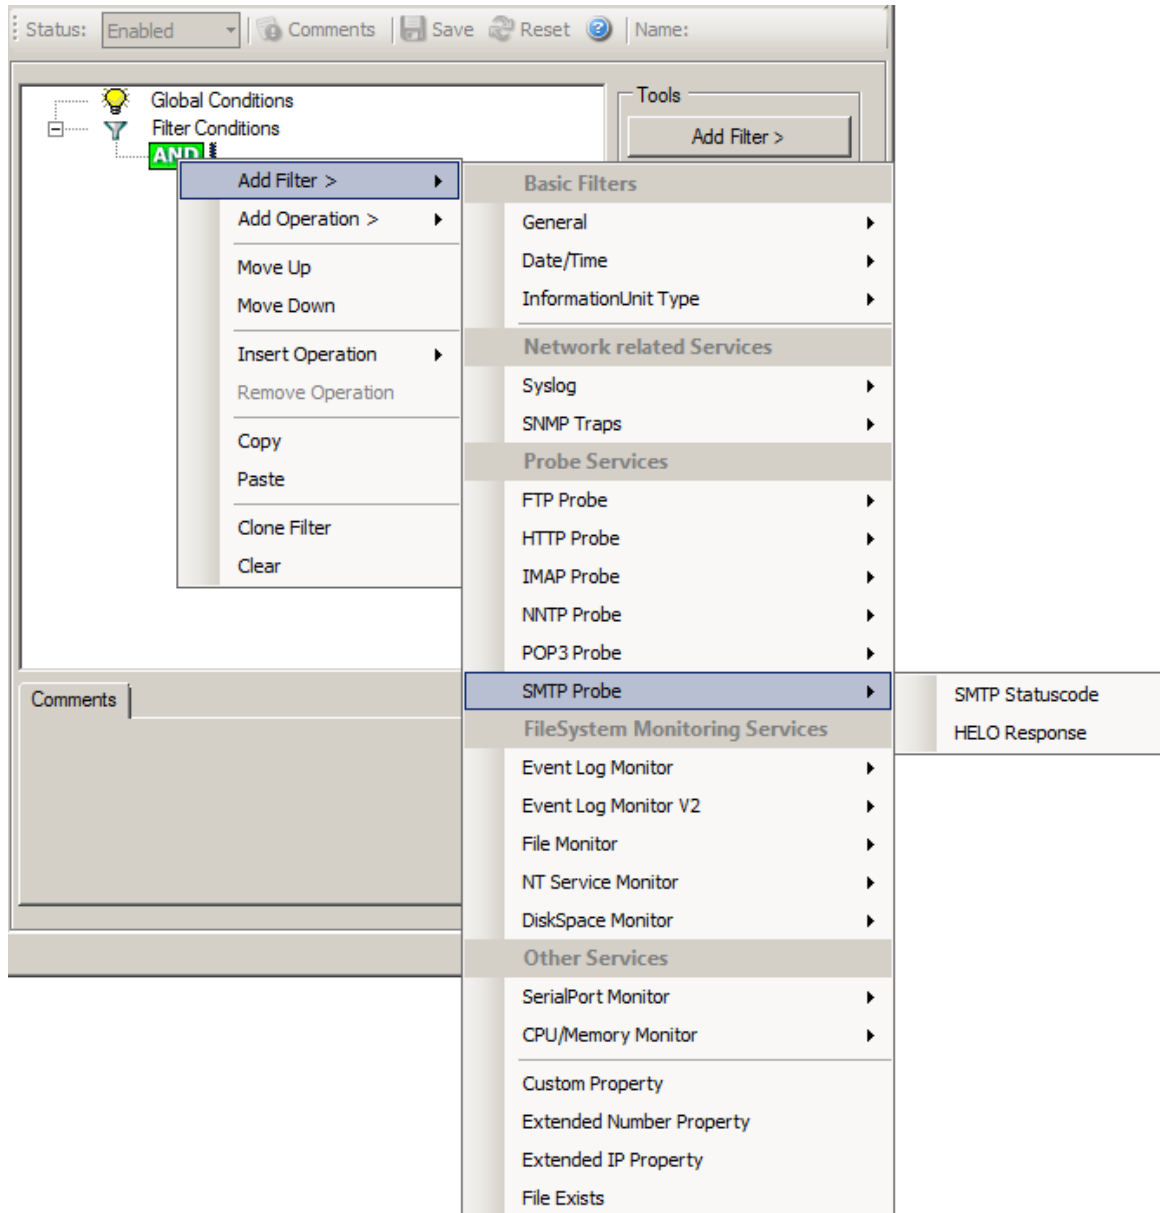 Status: Enabled Comments Save Reset Name:
Global Conditions
Filter Conditions
AND
Tools
Add Filter >
Add Filter >
Add Operation >
Move Up
Move Down
Insert Operation
Remove Operation
Copy
Paste
Clone Filter
Clear
Basic Filters
General
Date/Time
InformationUnit Type
Network related Services
Syslog
SNMP Traps
Probe Services
FTP Probe
HTTP Probe
IMAP Probe
NNTP Probe
POP3 Probe
SMTP Probe
FileSystem Monitoring Services
Event Log Monitor
Event Log Monitor V2
File Monitor
NT Service Monitor
DiskSpace Monitor
Other Services
SerialPort Monitor
CPU/Memory Monitor
Custom Property
Extended Number Property
Extended IP Property
File Exists
SMTP Statuscode
HELO Response
Comments